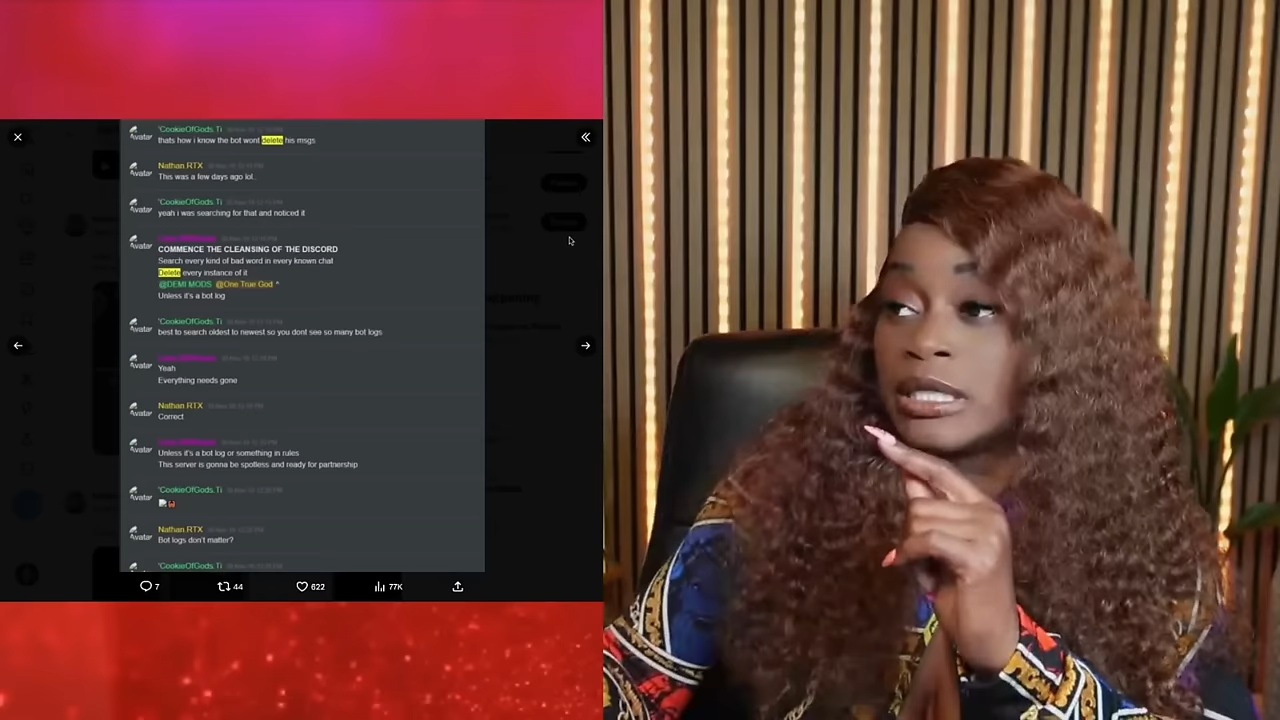 'CookieOfGods.Ti
thats how i know the bot wont delete his msgs
Nathan.RTX
This was a few days ago lol..
'CookieOfGods.Ti
yeah i was searching for that and noticed it
COMMENCE THE CLEANSING OF THE DISCORD
Search every kind of bad word in every known chat
Delete every instance of it
@DEMI MODS @One True God ^
Unless it's a bot log
'CookieOfGods.Ti
best to search oldest to newest so you dont see so many bot logs
Yeah
Everything needs gone
Nathan.RTX
Correct
Unless it's a bot log or something in rules
This server is gonna be spotless and ready for partnership
'CookieOfGods.Ti
Nathan.RTX
Bot logs don't matter?
'CookieOfGods.Ti
7 44 622 77K